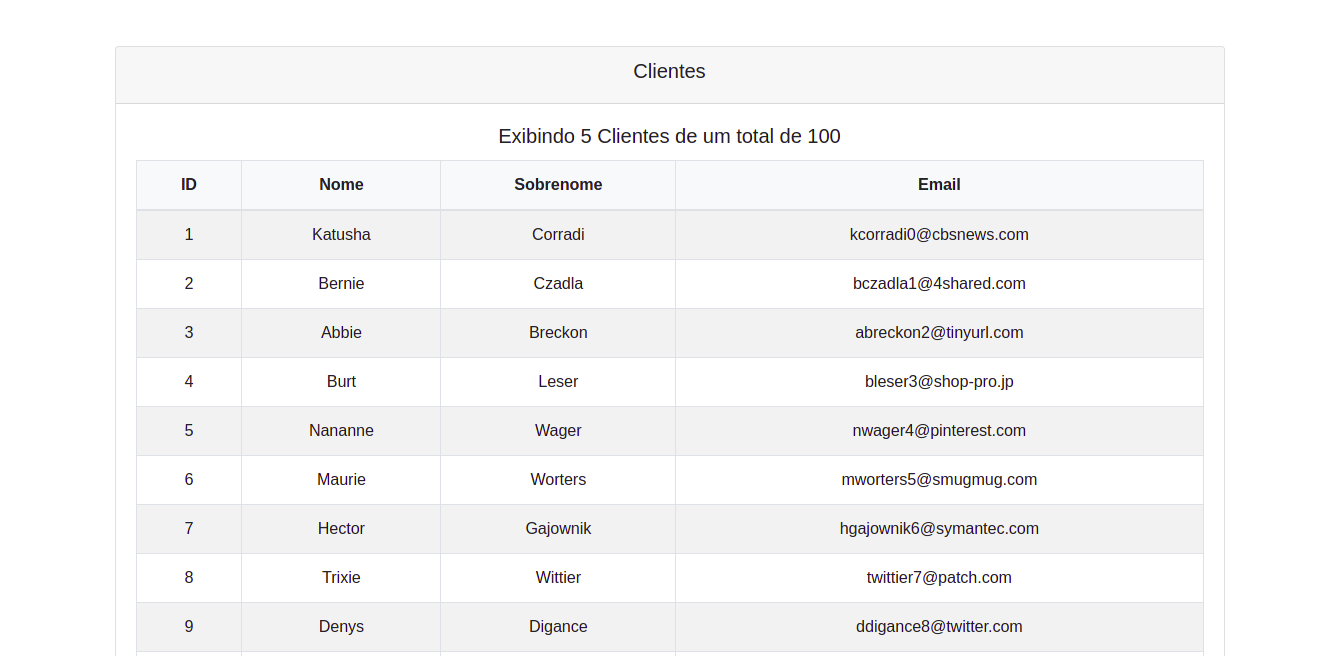 Clientes
Exibindo 5 Clientes de um total de 100
ID Nome Sobrenome Email
1 Katusha Corradi kcorradi0@cbsnews.com
2 Bernie Czadla bczadla1@4shared.com
3 Abbie Breckon abreckon2@tinyurl.com
4 Burt Leser bleser3@shop-pro.jp
5 Nananne Wager nwager4@pinterest.com
6 Maurie Worters mworters5@smugmug.com
7 Hector Gajownik hgajownik6@symantec.com
8 Trixie Wittier twittier7@patch.com
9 Denys Digance ddigance8@twitter.com